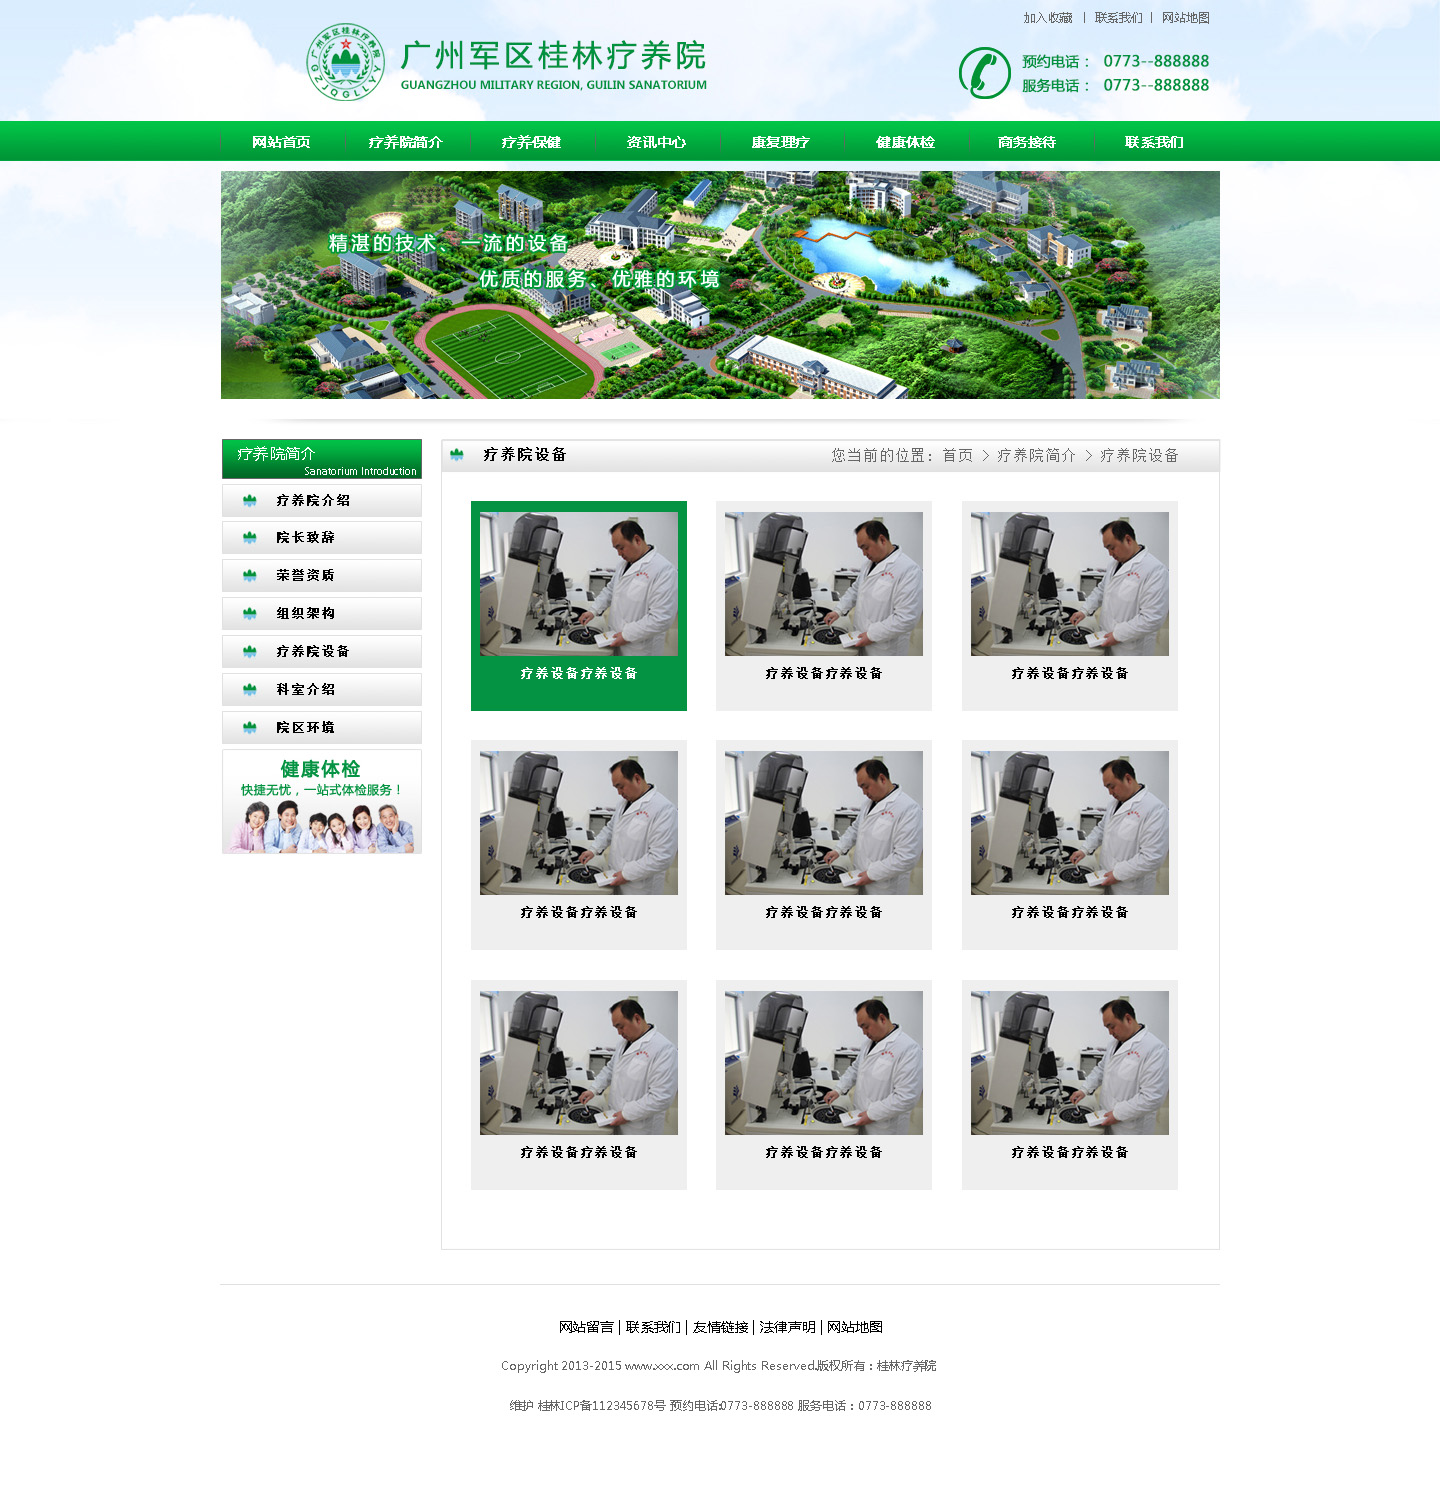 加入收藏 | 联系我们 | 网站地图
广州军区桂林疗养院
GZJQGLLYY
广州军区桂林疗养院
GUANGZHOU MILITARY REGION, GUILIN SANATORIUM
预约电话： 0773--888888
服务电话： 0773--888888
网站首页 疗养院简介 疗养保健 资讯中心 康复理疗 健康体检 商务接待 联系我们
精湛的技术、一流的设备
优质的服务、优雅的环境
疗养院简介
Sanatorium Introduction
疗养院介绍
院长致辞
荣誉资质
组织架构
疗养院设备
科室介绍
院区环境
健康体检
快捷无忧，一站式体检服务！
疗养院设备
您当前的位置：首页 > 疗养院简介 > 疗养院设备
疗养设备疗养设备 疗养设备疗养设备 疗养设备疗养设备
疗养设备疗养设备 疗养设备疗养设备 疗养设备疗养设备
疗养设备疗养设备 疗养设备疗养设备 疗养设备疗养设备
网站留言 | 联系我们 | 友情链接 | 法律声明 | 网站地图
Copyright 2013-2015 www.xxx.com All Rights Reserved.版权所有：桂林疗养院
维护 桂林ICP备112345678号 预约电话:0773-888888 服务电话：0773-888888